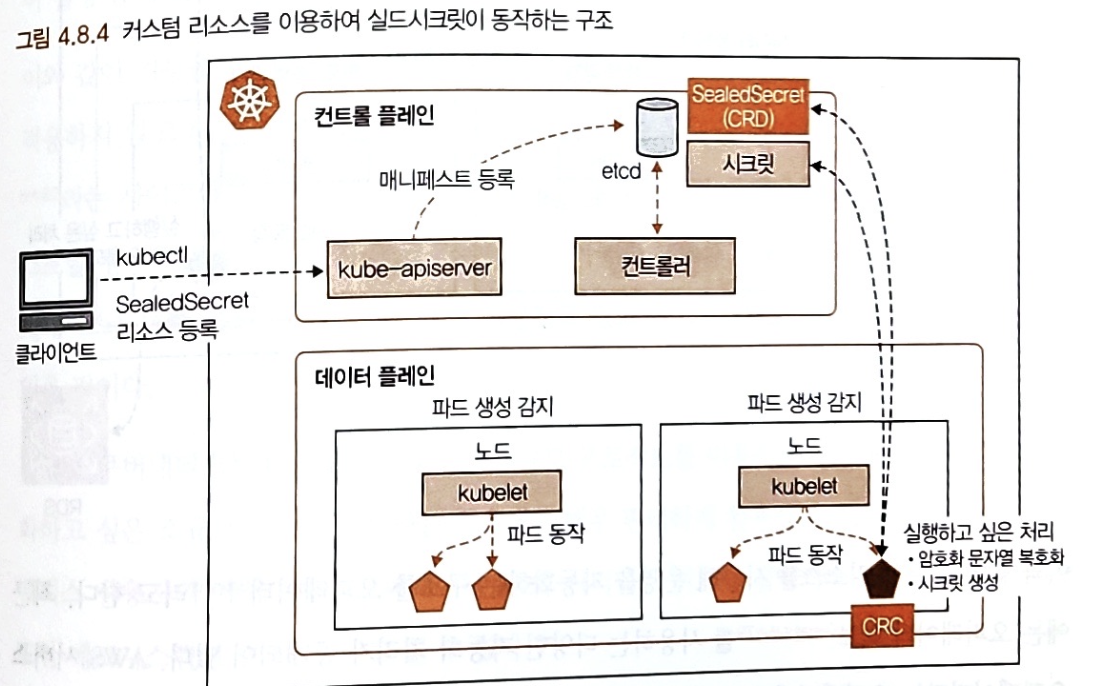 그림 4.8.4 커스텀 리소스를 이용하여 실드시크릿이 동작하는 구조
컨트롤 플레인
SealedSecret
(CRD)
시크릿
etcd
매니페스트 등록
kube-apiserver
컨트롤러
kubectl
SealedSecret
리소스 등록
클라이언트
데이터 플레인
파드 생성 감지
노드
kubelet
파드 동작
파드 생성 감지
노드
kubelet
파드 동작
실행하고 싶은 처리
· 암호화 문자열 복호화
· 시크릿 생성
CRC